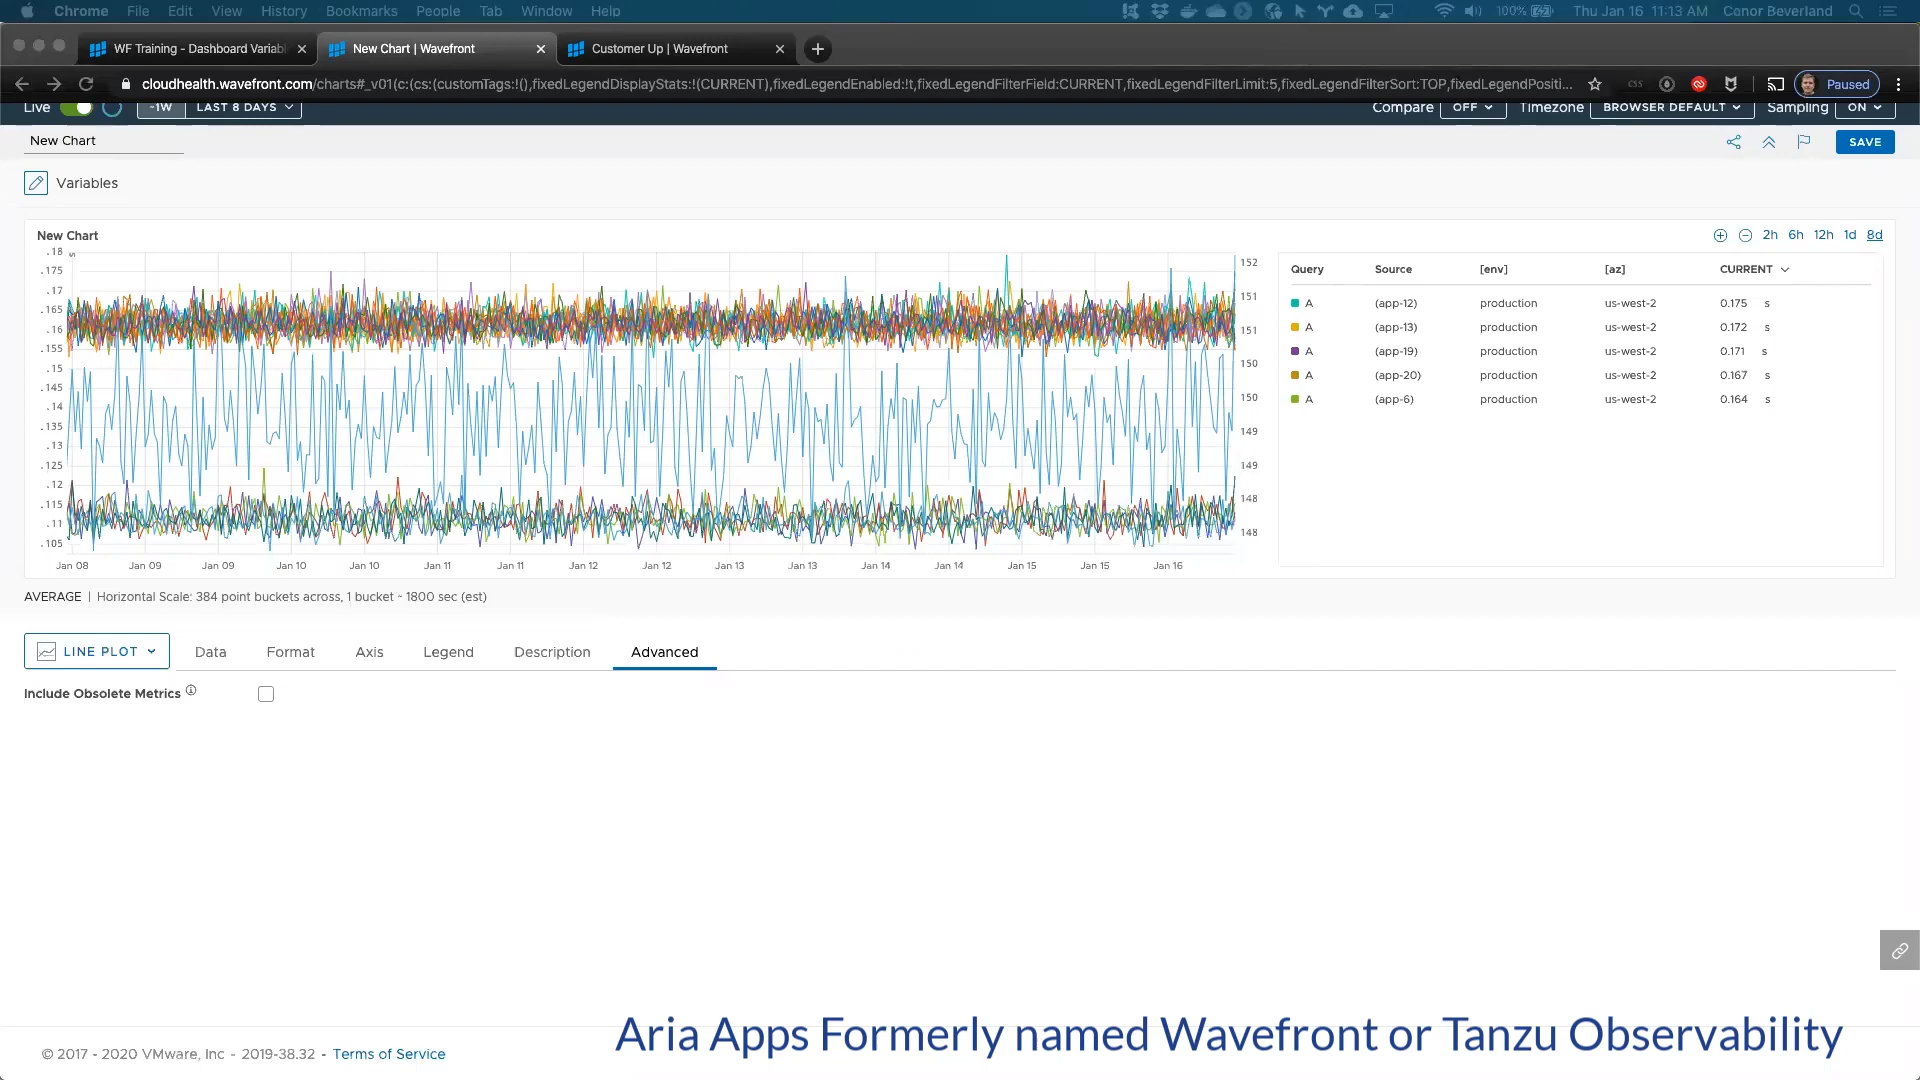 Chrome File Edit View History Bookmarks People Tab Window Help 100% Thu Jan 16 11:13 AM Conor Beverland
WF Training - Dashboard Variabl New Chart | Wavefront Customer Up | Wavefront
cloudhealth.wavefront.com/charts#_v01(c:(cs:(customTags:!(),fixedLegendDisplayStats:!(CURRENT),fixedLegendEnabled:!t,fixedLegendFilterField:CURRENT,fixedLegendFilterLimit:5,fixedLegendFilterSort:TOP,fixedLegendPositi... css Paused
Live -1W LAST 8 DAYS Compare OFF Timezone BROWSER DEFAULT Sampling ON
New Chart SAVE
Variables
New Chart 2h 6h 12h 1d 8d
.18 s
.175
.17
.165
.16
.155
.15
.145
.14
.135
.13
.125
.12
.115
.11
.105
152
151
151
150
150
149
149
148
148
Jan 08 Jan 09 Jan 09 Jan 10 Jan 10 Jan 11 Jan 11 Jan 12 Jan 12 Jan 13 Jan 13 Jan 14 Jan 14 Jan 15 Jan 15 Jan 16
Query Source [env] [az] CURRENT
A (app-12) production us-west-2 0.175 s
A (app-13) production us-west-2 0.172 s
A (app-19) production us-west-2 0.171 s
A (app-20) production us-west-2 0.167 s
A (app-6) production us-west-2 0.164 s
AVERAGE | Horizontal Scale: 384 point buckets across, 1 bucket ~ 1800 sec (est)
LINE PLOT Data Format Axis Legend Description Advanced
Include Obsolete Metrics
Aria Apps Formerly named Wavefront or Tanzu Observability
© 2017 - 2020 VMware, Inc - 2019-38.32 - Terms of Service